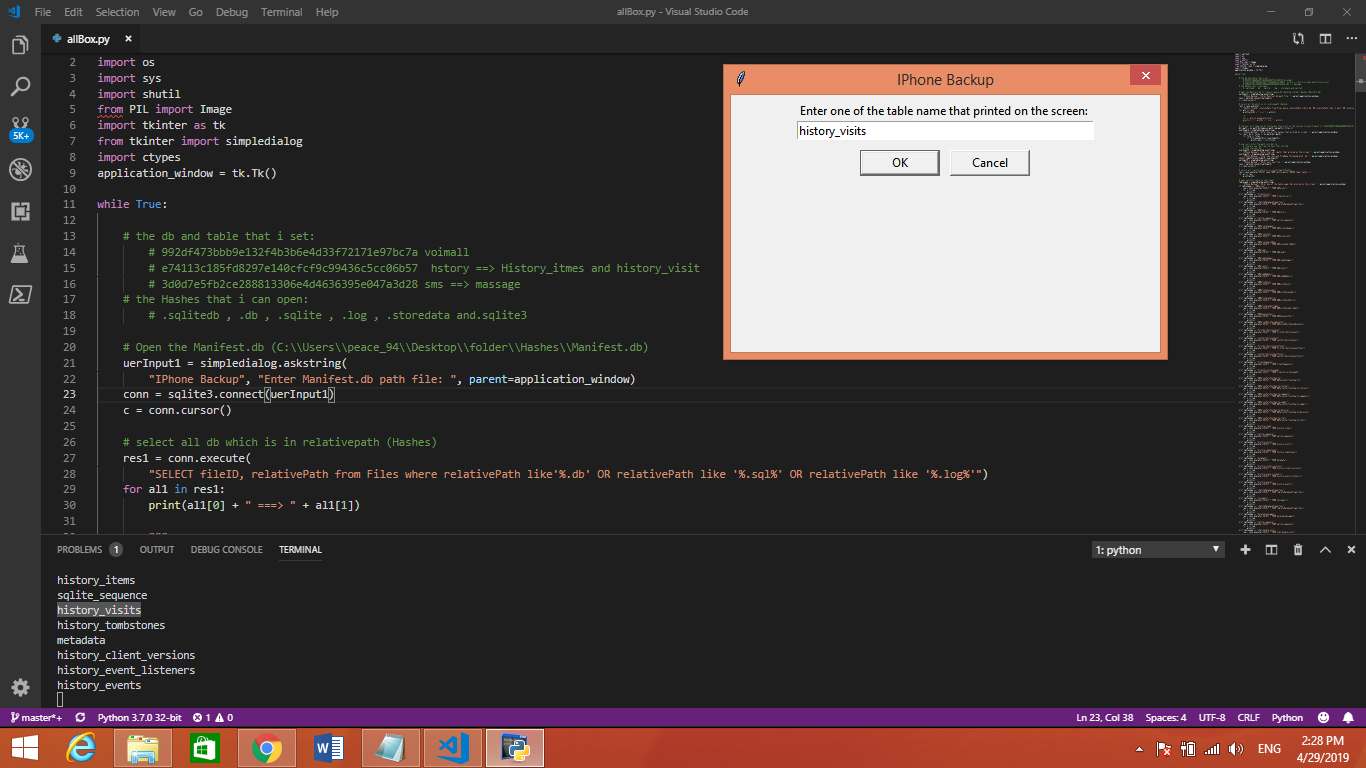 File Edit Selection View Go Debug Terminal Help
allBox.py - Visual Studio Code
allBox.py
2 import os
3 import sys
4 import shutil
5 from PIL import Image
6 import tkinter as tk
7 from tkinter import simpledialog
8 import ctypes
9 application_window = tk.Tk()
10
11 while True:
12
13 # the db and table that i set:
14 # 992df473bbb9e132f4b3b6e4d33f72171e97bc7a voimall
15 # e74113c185fd8297e140cfcf9c99436c5cc06b57 hstory ==> History_itmes and history_visit
16 # 3d0d7e5fb2ce288813306e4d4636395e047a3d28 sms ==> massage
17 # the Hashes that i can open:
18 # .sqlitedb , .db , .sqlite , .log , .storedata and.sqlite3
19
20 # Open the Manifest.db (C:\\Users\\peace_94\\Desktop\\folder\\Hashes\\Manifest.db)
21 uerInput1 = simpledialog.askstring(
22 "IPhone Backup", "Enter Manifest.db path file: ", parent=application_window)
23 conn = sqlite3.connect(uerInput1)
24 c = conn.cursor()
25
26 # select all db which is in relativepath (Hashes)
27 res1 = conn.execute(
28 "SELECT fileID, relativePath from Files where relativePath like'%.db' OR relativePath like '%.sql%' OR relativePath like '%.log%'")
29 for al1 in res1:
30 print(al1[0] + " ===> " + al1[1])
31
IPhone Backup
Enter one of the table name that printed on the screen:
history_visits
OK Cancel
5K+
PROBLEMS 1 OUTPUT DEBUG CONSOLE TERMINAL
1: python
history_items
sqlite_sequence
history_visits
history_tombstones
metadata
history_client_versions
history_event_listeners
history_events
master*+ Python 3.7.0 32-bit 1 0
Ln 23, Col 38 Spaces: 4 UTF-8 CRLF Python
ENG
2:28 PM
4/29/2019